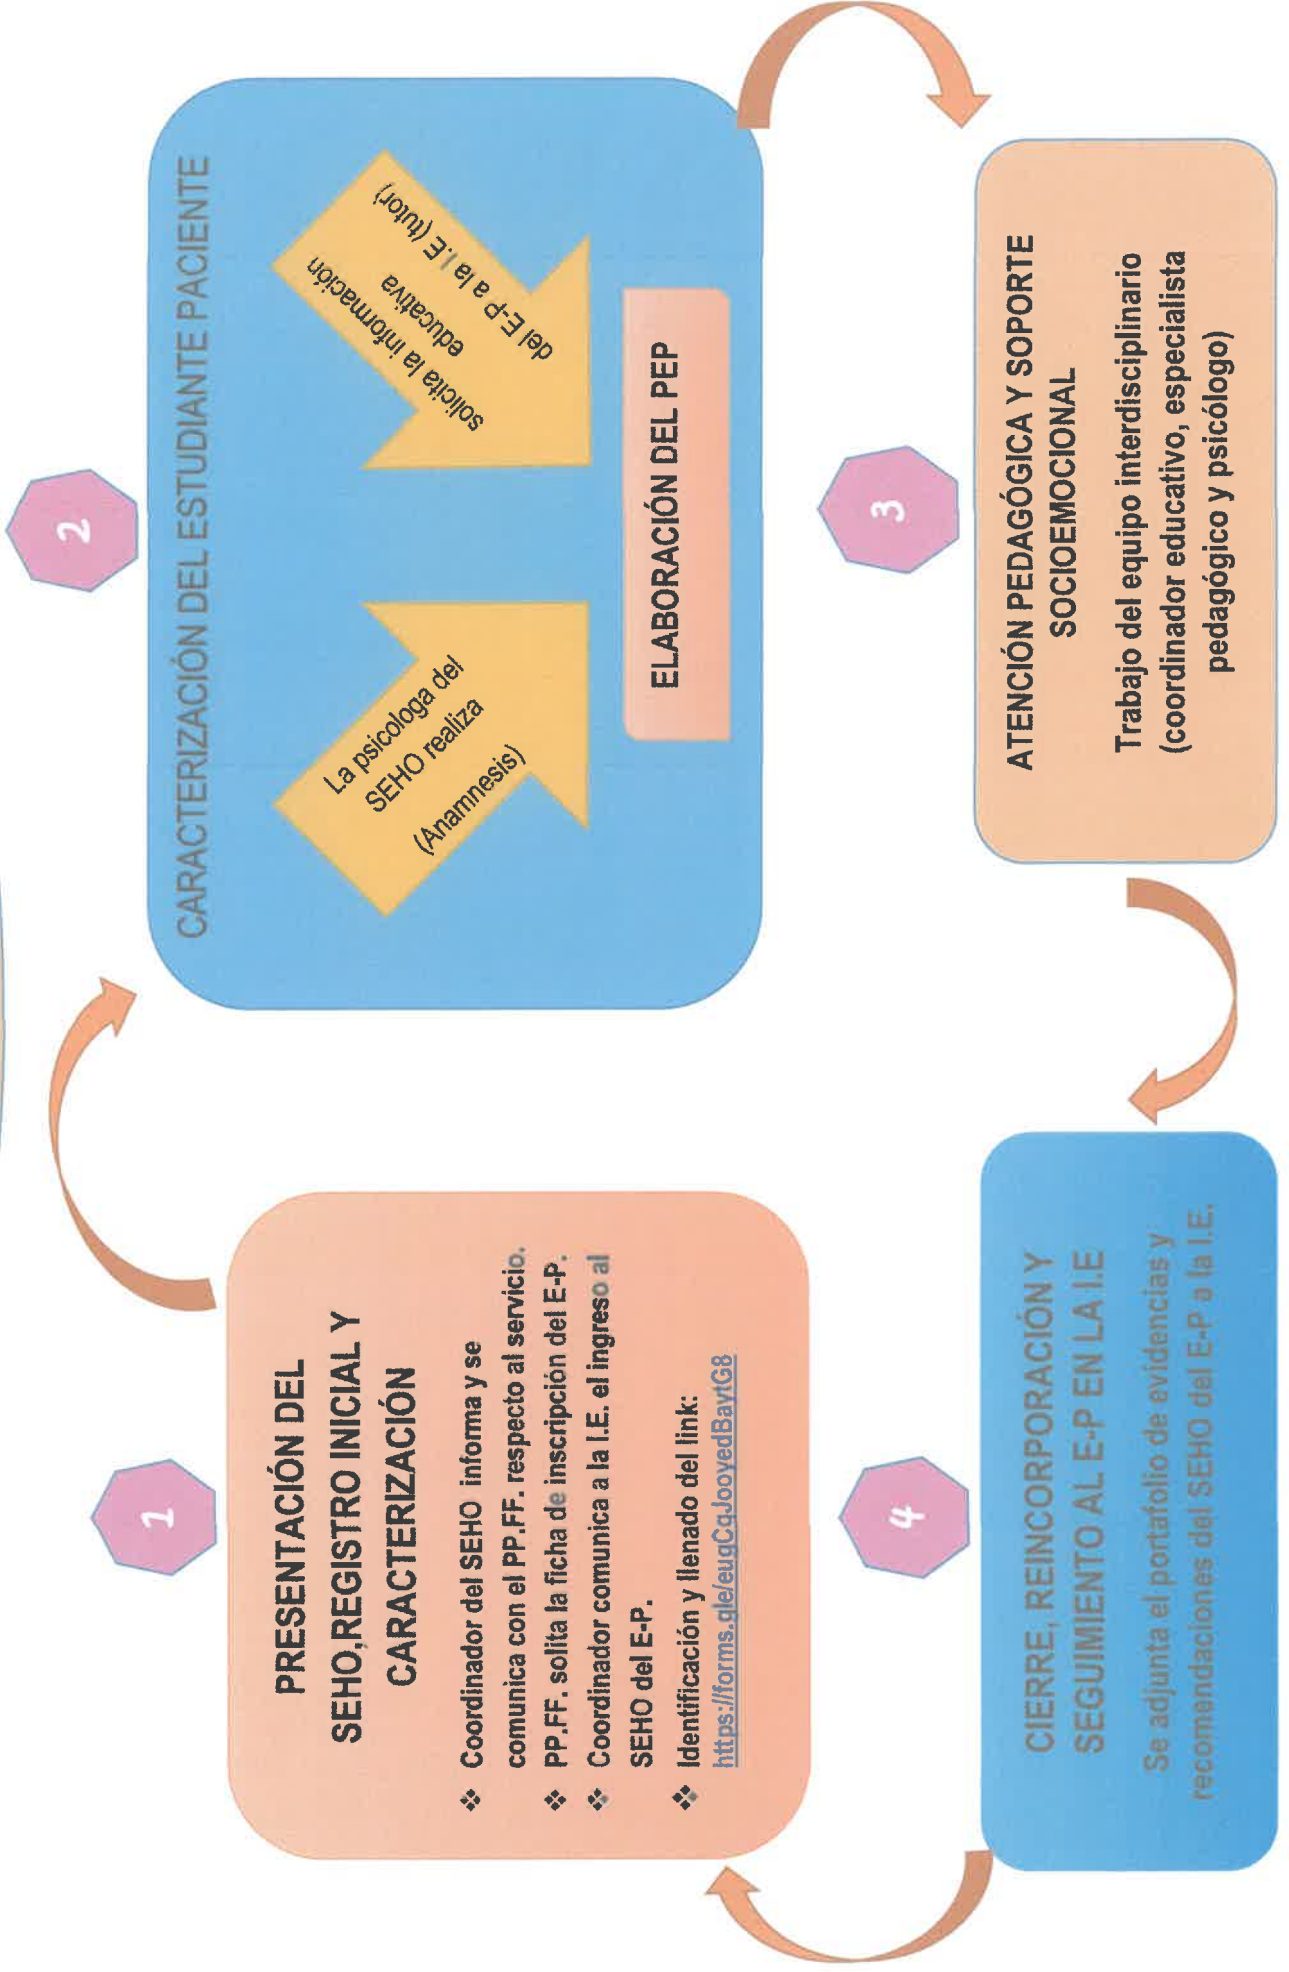 1
PRESENTACIÓN DEL
SEHO,REGISTRO INICIAL Y
CARACTERIZACIÓN
❖ Coordinador del SEHO informa y se
comunica con el PP.FF. respecto al servicio.
❖ PP.FF. solita la ficha de inscripción del E-P.
❖ Coordinador comunica a la I.E. el ingreso al
SEHO del E-P.
❖ Identificación y llenado del link:
https://forms.gle/eugCqJooyedBaytG8
2
CARACTERIZACIÓN DEL ESTUDIANTE PACIENTE
La psicologa del
SEHO realiza
(Anamnesis)
solicita la información
educativa
del E-P a la I.E (tutor)
ELABORACIÓN DEL PEP
3
ATENCIÓN PEDAGÓGICA Y SOPORTE
SOCIOEMOCIONAL
Trabajo del equipo interdisciplinario
(coordinador educativo, especialista
pedagógico y psicólogo)
4
CIERRE, REINCORPORACIÓN Y
SEGUIMIENTO AL E-P EN LA I.E
Se adjunta el portafolio de evidencias y
recomendaciones del SEHO del E-P a la I.E.